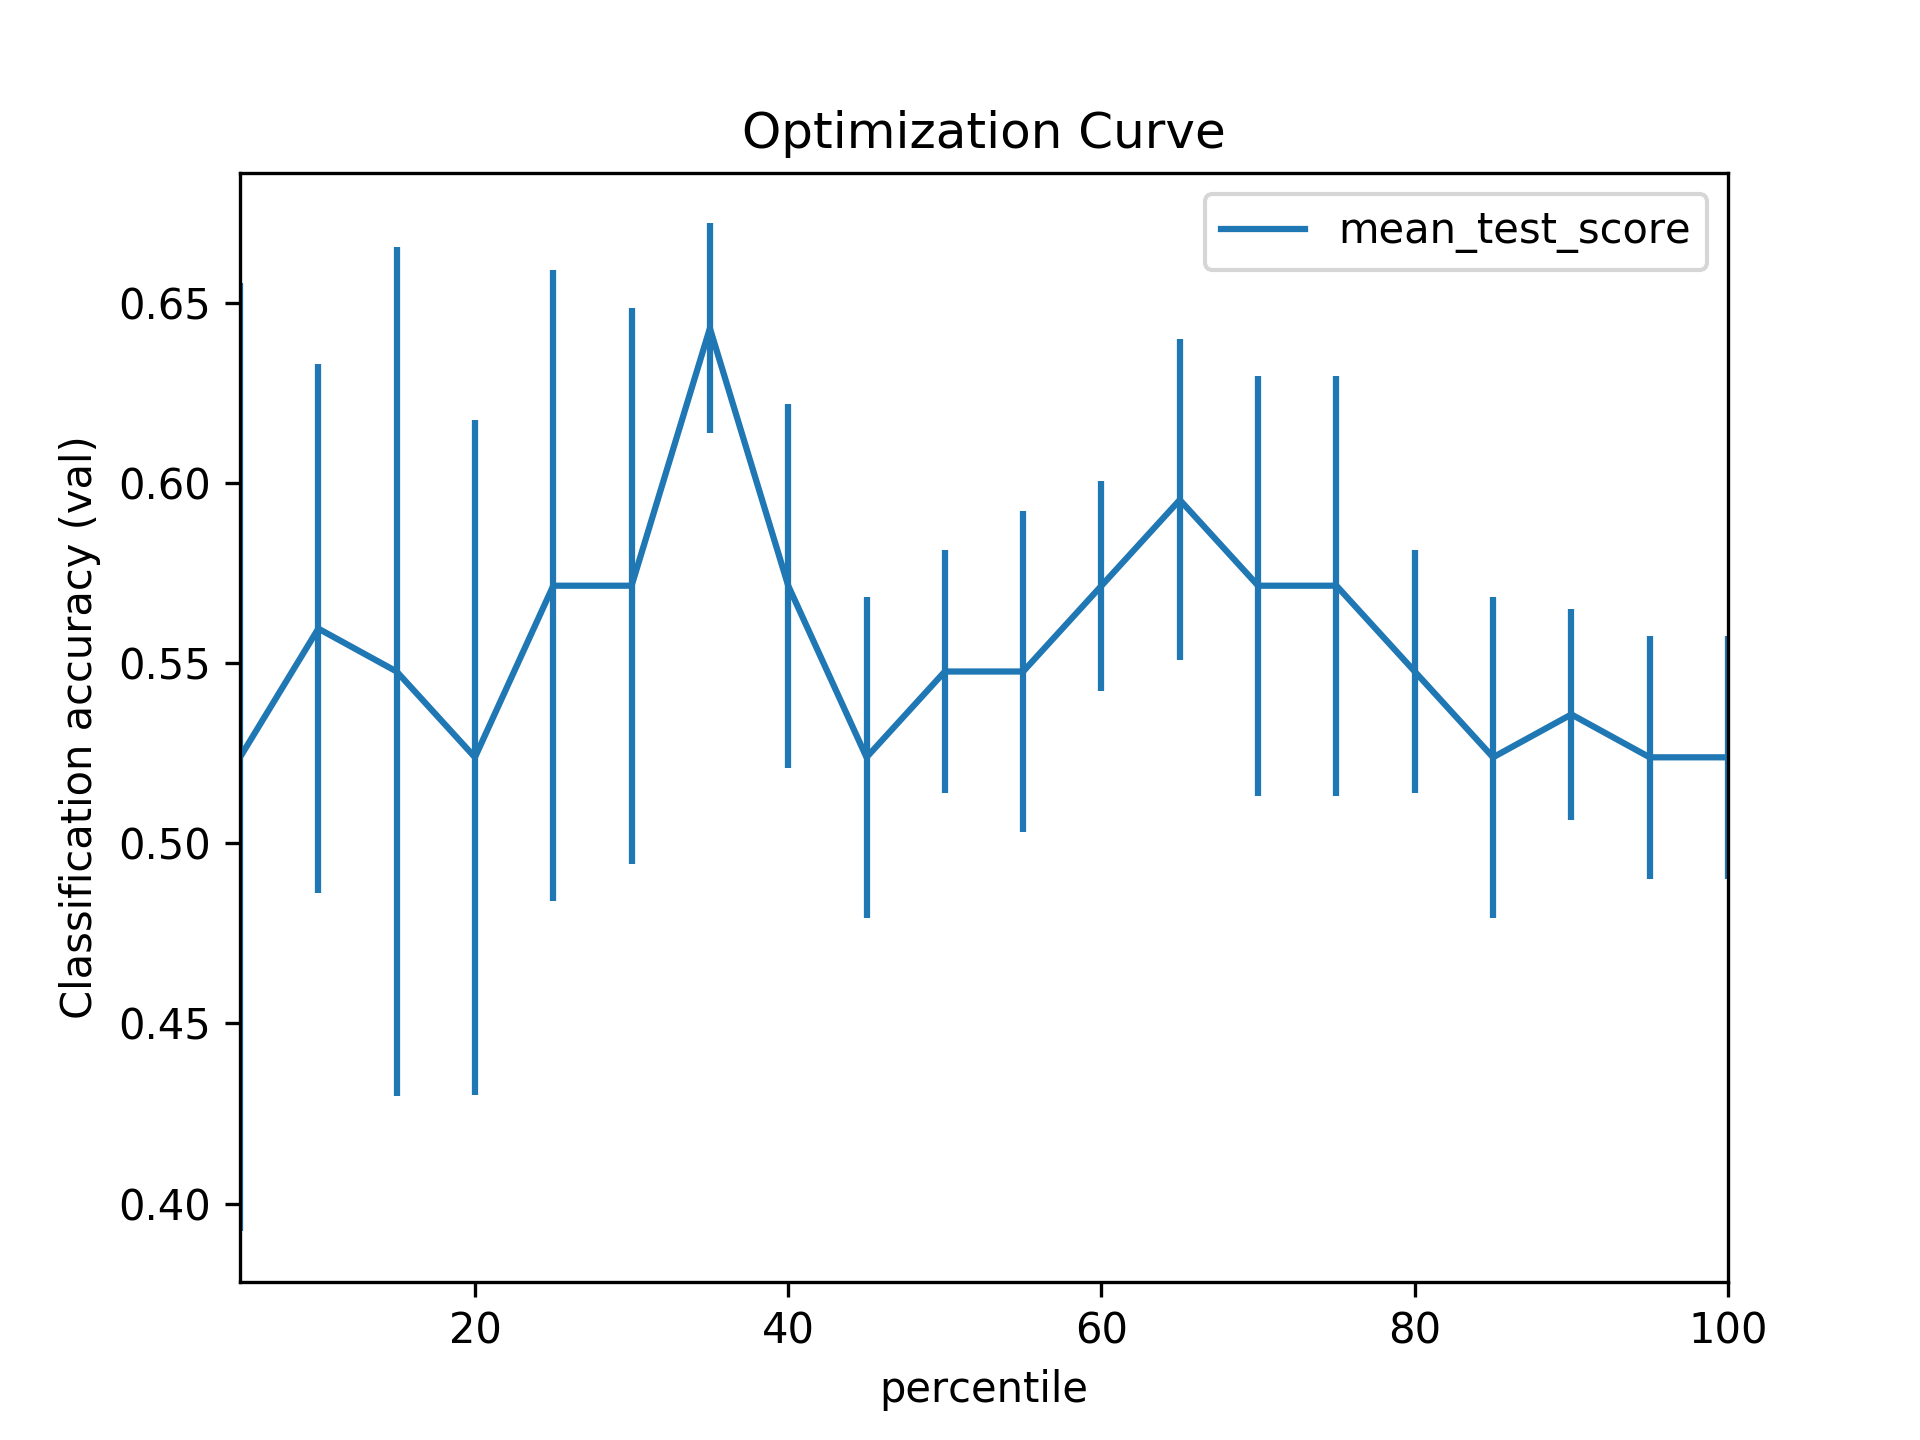 Optimization Curve
mean_test_score
0.65
0.60
0.55
0.50
0.45
0.40
Classification accuracy (val)
20 40 60 80 100
percentile